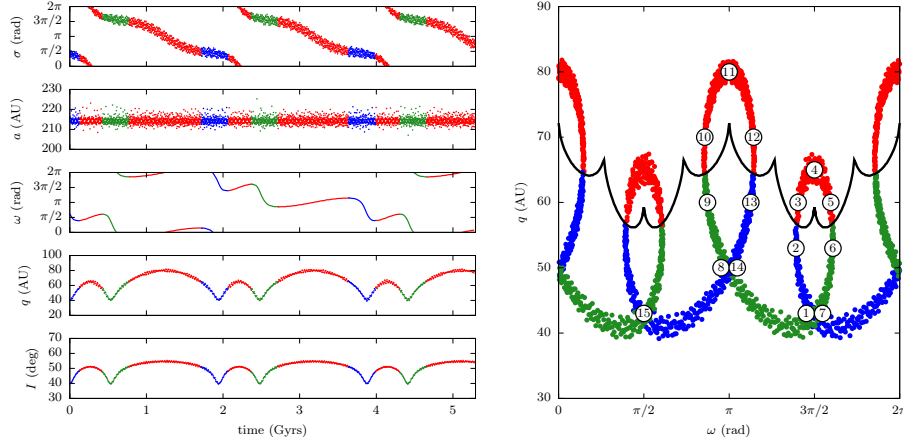 2π
3π/2
π
π/2
0
σ (rad)
230
220
210
200
a (AU)
2π
3π/2
π
π/2
0
ω (rad)
100
80
60
40
20
q (AU)
70
60
50
40
30
I (deg)
0 1 2 3 4 5
time (Gyrs)
90
80
70
60
50
40
30
q (AU)
11
10 12
4
9 13 3 5
2 6
8 14
15 1 7
0 π/2 π 3π/2 2π
ω (rad)